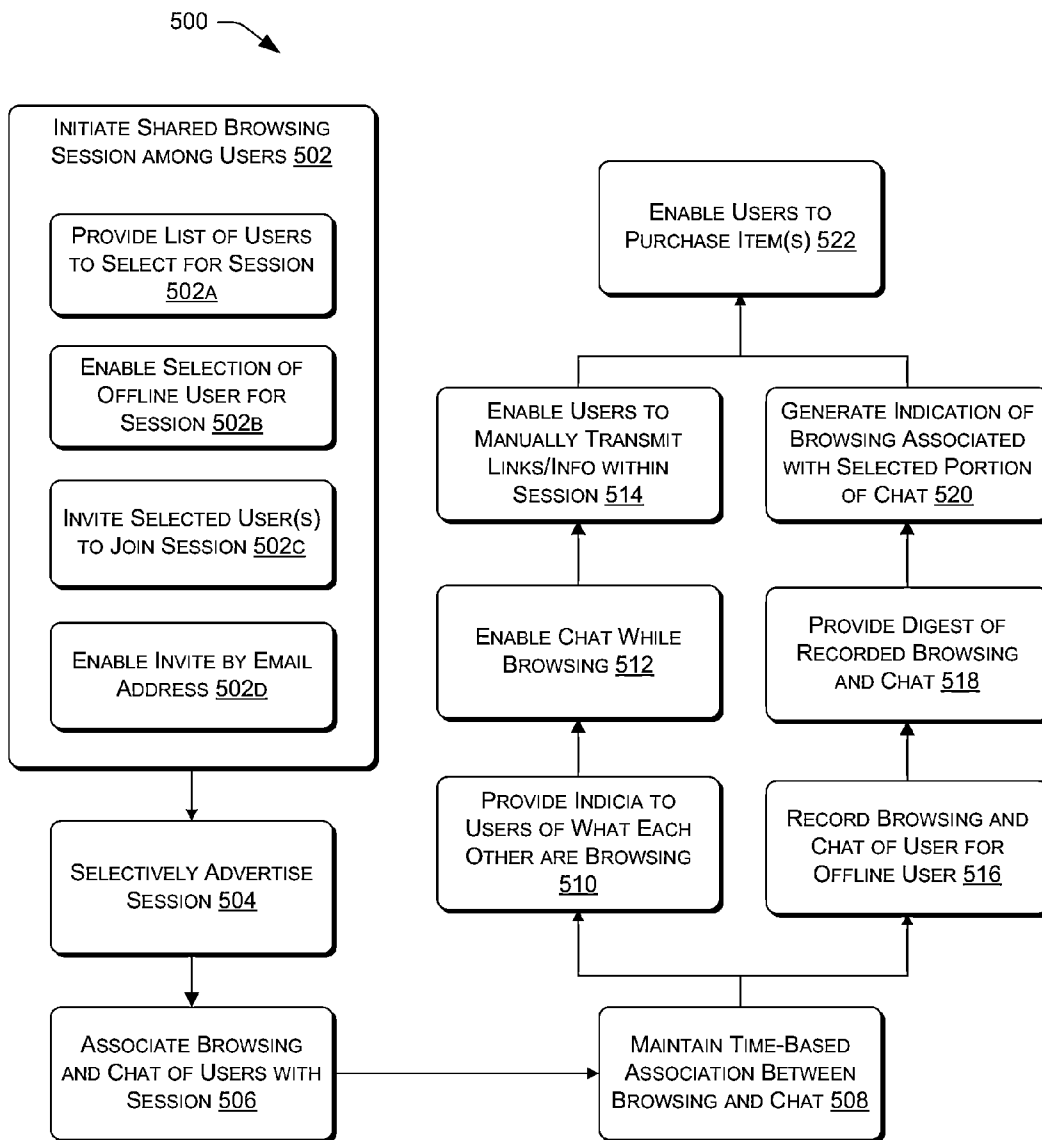 500
INITIATE SHARED BROWSING
SESSION AMONG USERS 502
PROVIDE LIST OF USERS
TO SELECT FOR SESSION
502A
ENABLE SELECTION OF
OFFLINE USER FOR
SESSION 502B
INVITE SELECTED USER(S)
TO JOIN SESSION 502C
ENABLE INVITE BY EMAIL
ADDRESS 502D
SELECTIVELY ADVERTISE
SESSION 504
ASSOCIATE BROWSING
AND CHAT OF USERS WITH
SESSION 506
MAINTAIN TIME-BASED
ASSOCIATION BETWEEN
BROWSING AND CHAT 508
PROVIDE INDICIA TO
USERS OF WHAT EACH
OTHER ARE BROWSING
510
ENABLE CHAT WHILE
BROWSING 512
ENABLE USERS TO
MANUALLY TRANSMIT
LINKS/INFO WITHIN
SESSION 514
RECORD BROWSING AND
CHAT OF USER FOR
OFFLINE USER 516
PROVIDE DIGEST OF
RECORDED BROWSING
AND CHAT 518
GENERATE INDICATION OF
BROWSING ASSOCIATED
WITH SELECTED PORTION
OF CHAT 520
ENABLE USERS TO
PURCHASE ITEM(S) 522